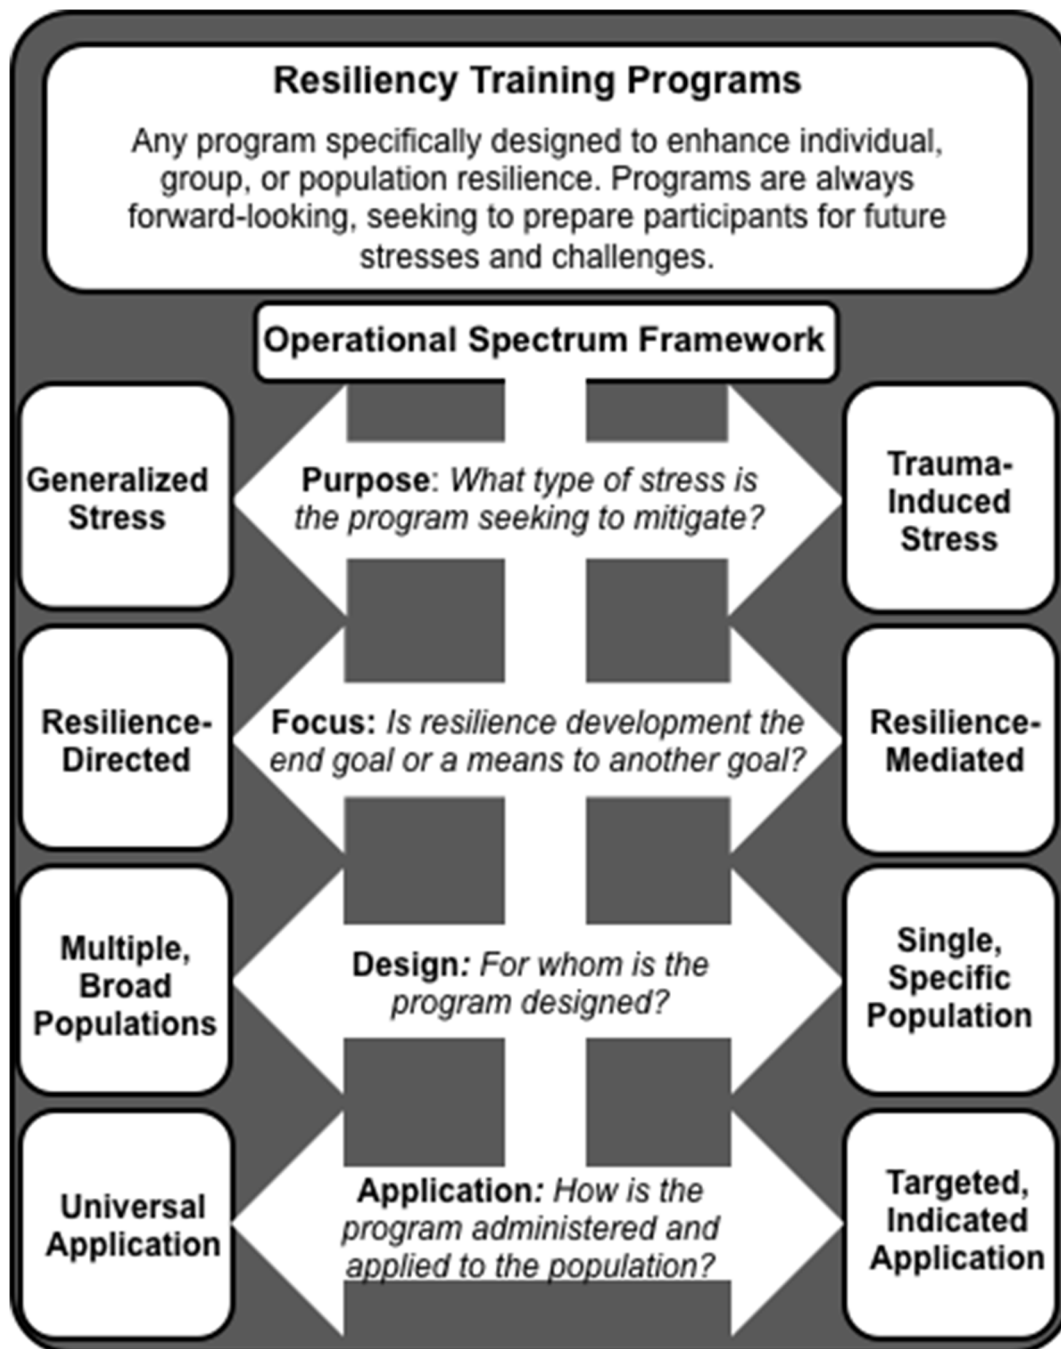 Resiliency Training Programs
Any program specifically designed to enhance individual,
group, or population resilience. Programs are always
forward-looking, seeking to prepare participants for future
stresses and challenges.
Operational Spectrum Framework
Generalized
Stress
Purpose: What type of stress is
the program seeking to mitigate?
Trauma-
Induced
Stress
Resilience-
Directed
Focus: Is resilience development the
end goal or a means to another goal?
Resilience-
Mediated
Multiple,
Broad
Populations
Design: For whom is the
program designed?
Single,
Specific
Population
Universal
Application
Application: How is the
program administered and
applied to the population?
Targeted,
Indicated
Application